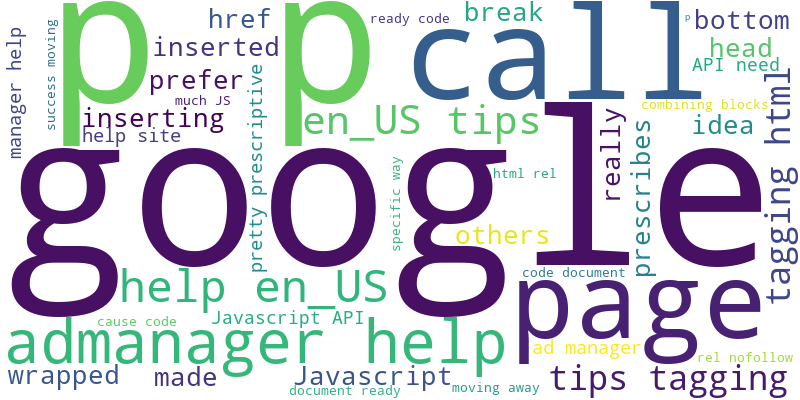 p p call
google
page
admanager help
help en_US
en_US tips
tips tagging
tagging html
href
ready code
break
bottom
inserted
head
prefer
API need
much JS
combining blocks
inserting
idea
help site
manager help
success moving
pretty prescriptive
specific way
really
prescribes
html rel
others
code document
Javascript API
cause code
ad manager
rel nofollow
wrapped
made
Javascript
document ready
moving away
p